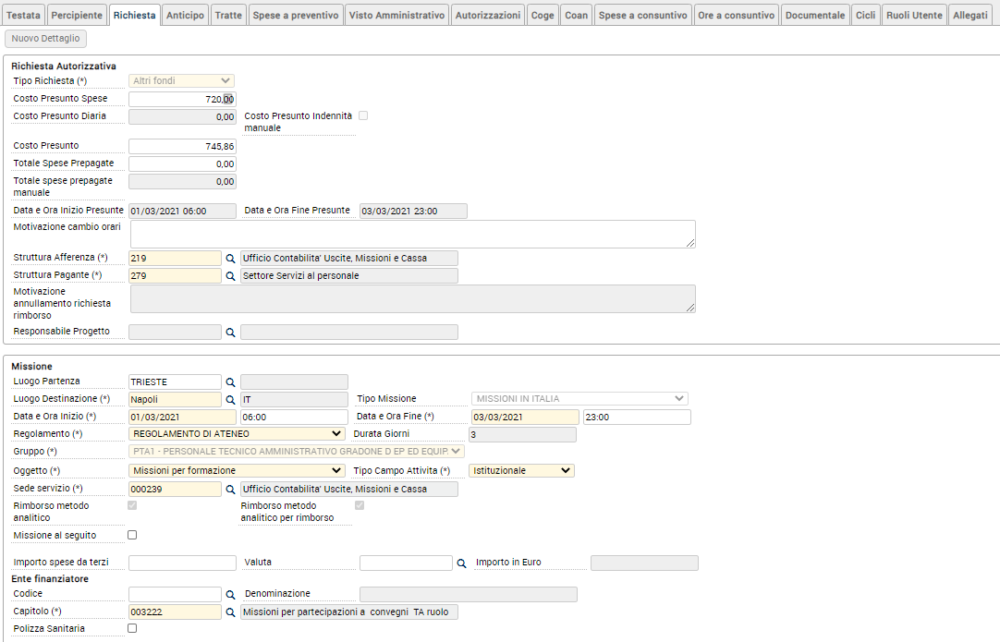 Testata Percipiente Richiesta Anticipo Tratte Spese a preventivo Visto Amministrativo Autorizzazioni Coge Coan Spese a consuntivo Ore a consuntivo Documentale Cicli Ruoli Utente Allegati
Nuovo Dettaglio
Richiesta Autorizzativa
Tipo Richiesta (*) Altri fondi
Costo Presunto Spese 720,00
Costo Presunto Diaria 0,00 Costo Presunto Indennità
manuale
Costo Presunto 745,86
Totale Spese Prepagate 0,00
Totale spese prepagate 0,00
manuale
Data e Ora Inizio Presunte 01/03/2021 06:00 Data e Ora Fine Presunte 03/03/2021 23:00
Motivazione cambio orari
Struttura Afferenza (*) 219 Ufficio Contabilita' Uscite, Missioni e Cassa
Struttura Pagante (*) 279 Settore Servizi al personale
Motivazione
annullamento richiesta
rimborso
Responsabile Progetto
Missione
Luogo Partenza TRIESTE
Luogo Destinazione (*) Napoli IT Tipo Missione MISSIONI IN ITALIA
Data e Ora Inizio (*) 01/03/2021 06:00 Data e Ora Fine (*) 03/03/2021 23:00
Regolamento (*) REGOLAMENTO DI ATENEO Durata Giorni 3
Gruppo (*) PTA1 - PERSONALE TECNICO AMMINISTRATIVO GRADONE D EP ED EQUIP.
Oggetto (*) Missioni per formazione Tipo Campo Attivita (*) Istituzionale
Sede servizio (*) 000239 Ufficio Contabilita' Uscite, Missioni e Cassa
Rimborso metodo Rimborso metodo
analitico analitico per rimborso
Missione al seguito
Importo spese da terzi Valuta Importo in Euro
Ente finanziatore
Codice Denominazione
Capitolo (*) 003222 Missioni per partecipazioni a convegni TA ruolo
Polizza Sanitaria